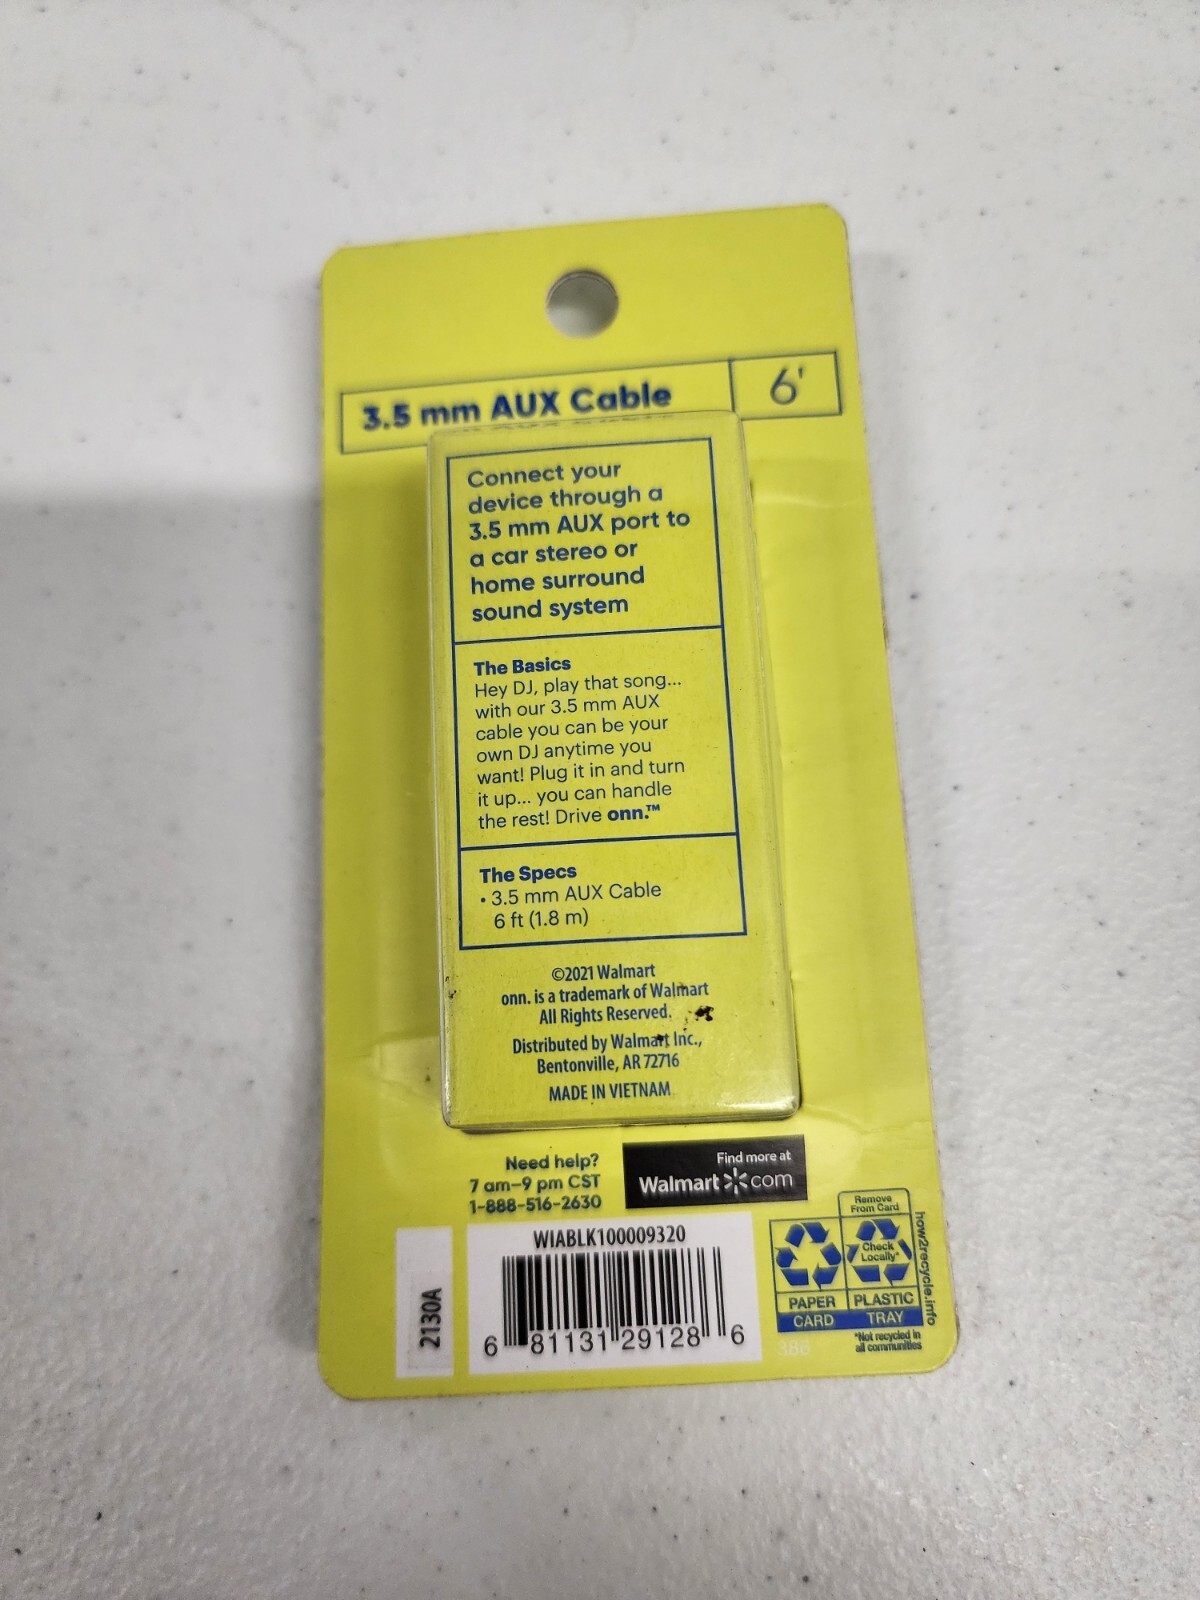 3.5 mm AUX Cable
6'
Connect your
device through a
3.5 mm AUX port to
a car stereo or
home surround
sound system
The Basics
Hey DJ, play that song...
with our 3.5 mm AUX
cable you can be your
own DJ anytime you
want! Plug it in and turn
it up... you can handle
the rest! Drive onn.™
The Specs
• 3.5 mm AUX Cable
6 ft (1.8 m)
©2021 Walmart
onn. is a trademark of Walmart
All Rights Reserved.
Distributed by Walmart Inc.,
Bentonville, AR 72716
MADE IN VIETNAM
Need help?
7 am–9 pm CST
1-888-516-2630
Find more at
Walmart.com
2130A
WIABLK100009320
6 81131 29128 6
Remove
From Card
Check
Locally*
PAPER
CARD
PLASTIC
TRAY
*Not recycled in
all communities
how2recycle.info
386